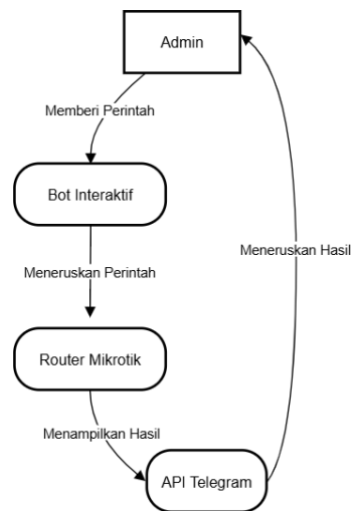 Admin
Memberi Perintah
Bot Interaktif
Meneruskan Hasil
Meneruskan Perintah
Router Mikrotik
Menampilkan Hasil
API Telegram